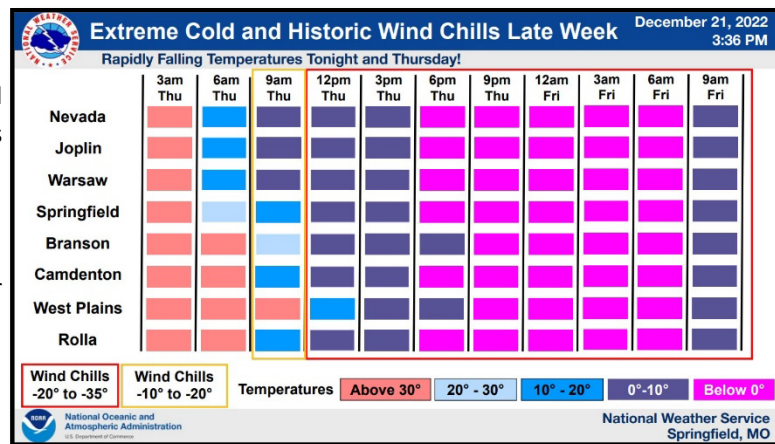 Extreme Cold and Historic Wind Chills Late Week
December 21, 2022
3:36 PM
Rapidly Falling Temperatures Tonight and Thursday!
3am 6am 9am 12pm 3pm 6pm 9pm 12am 3am 6am 9am
Thu Thu Thu Thu Thu Thu Thu Fri Fri Fri Fri
Nevada
Joplin
Warsaw
Springfield
Branson
Camdenton
West Plains
Rolla
Wind Chills
-20° to -35°
Wind Chills
-10° to -20°
Temperatures Above 30° 20° - 30° 10° - 20° 0°-10° Below 0°
NOAA
National Oceanic and
Atmospheric Administration
U.S. Department of Commerce
National Weather Service
Springfield, MO